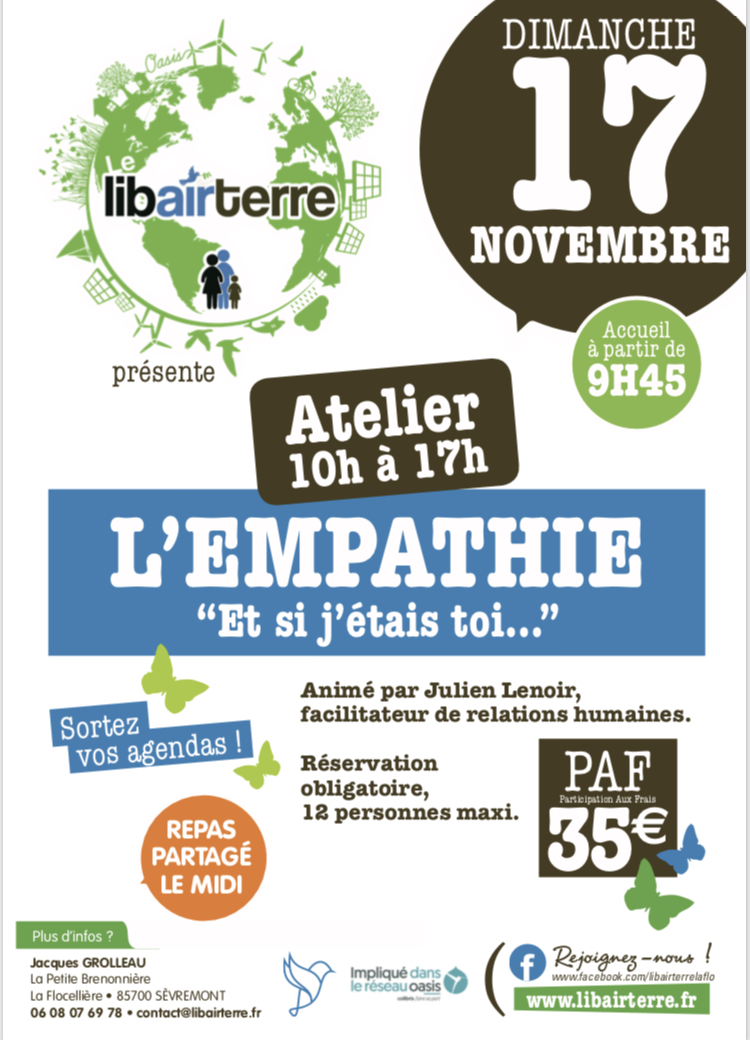 Oasis
Le
libairterre
présente
DIMANCHE
17
NOVEMBRE
Accueil
à partir de
9H45
Atelier
10h à 17h
L'EMPATHIE
“Et si j'étais toi...”
Animé par Julien Lenoir,
facilitateur de relations humaines.
Sortez
vos agendas !
Réservation
obligatoire,
12 personnes maxi.
PAF
Participation Aux Frais
35€
REPAS
PARTAGÉ
LE MIDI
Plus d'infos ?
Jacques GROLLEAU
La Petite Brenonnière
La Flocellière • 85700 SÈVREMONT
06 08 07 69 78 • contact@libairterre.fr
Impliqué dans
le réseau oasis
Rejoignez-nous !
www.facebook.com/libairterrelaflo
www.libairterre.fr